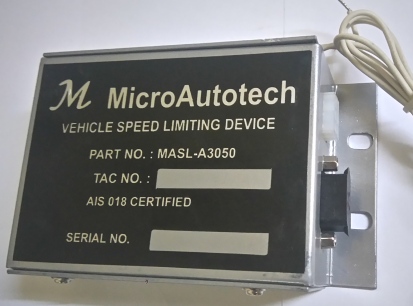 M MicroAutotech
VEHICLE SPEED LIMITING DEVICE
PART NO. : MASL-A3050
TAC NO. :
AIS 018 CERTIFIED
SERIAL NO.